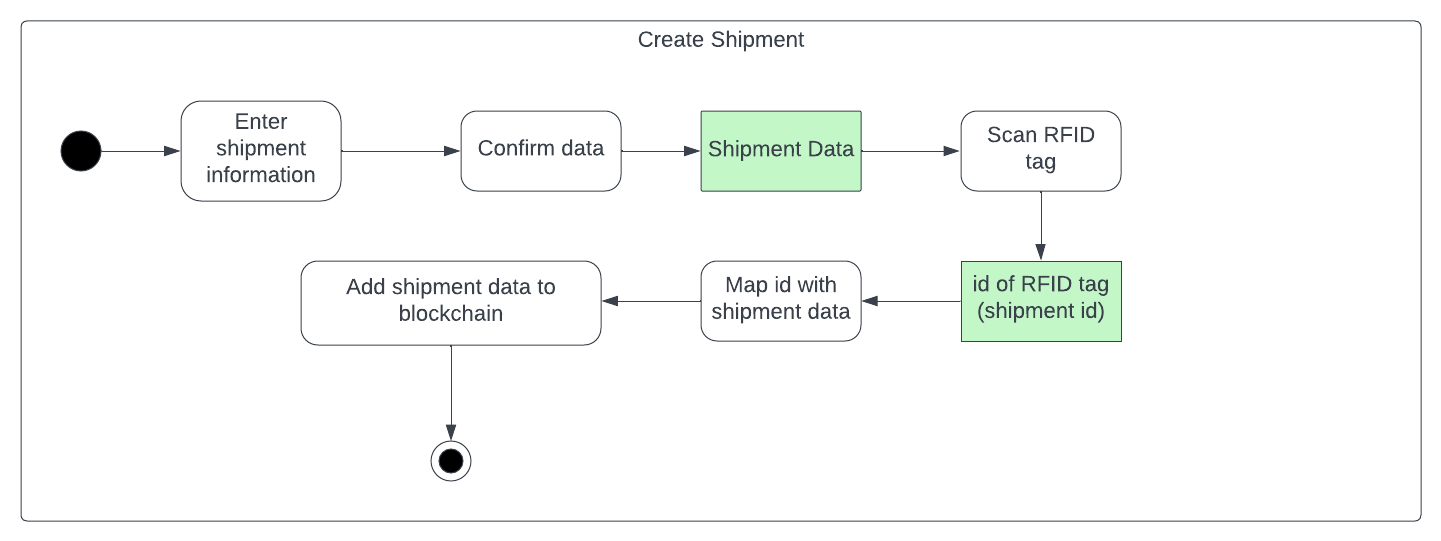 Create Shipment
Enter
shipment
information
Confirm data
Shipment Data
Scan RFID
tag
id of RFID tag
(shipment id)
Map id with
shipment data
Add shipment data to
blockchain